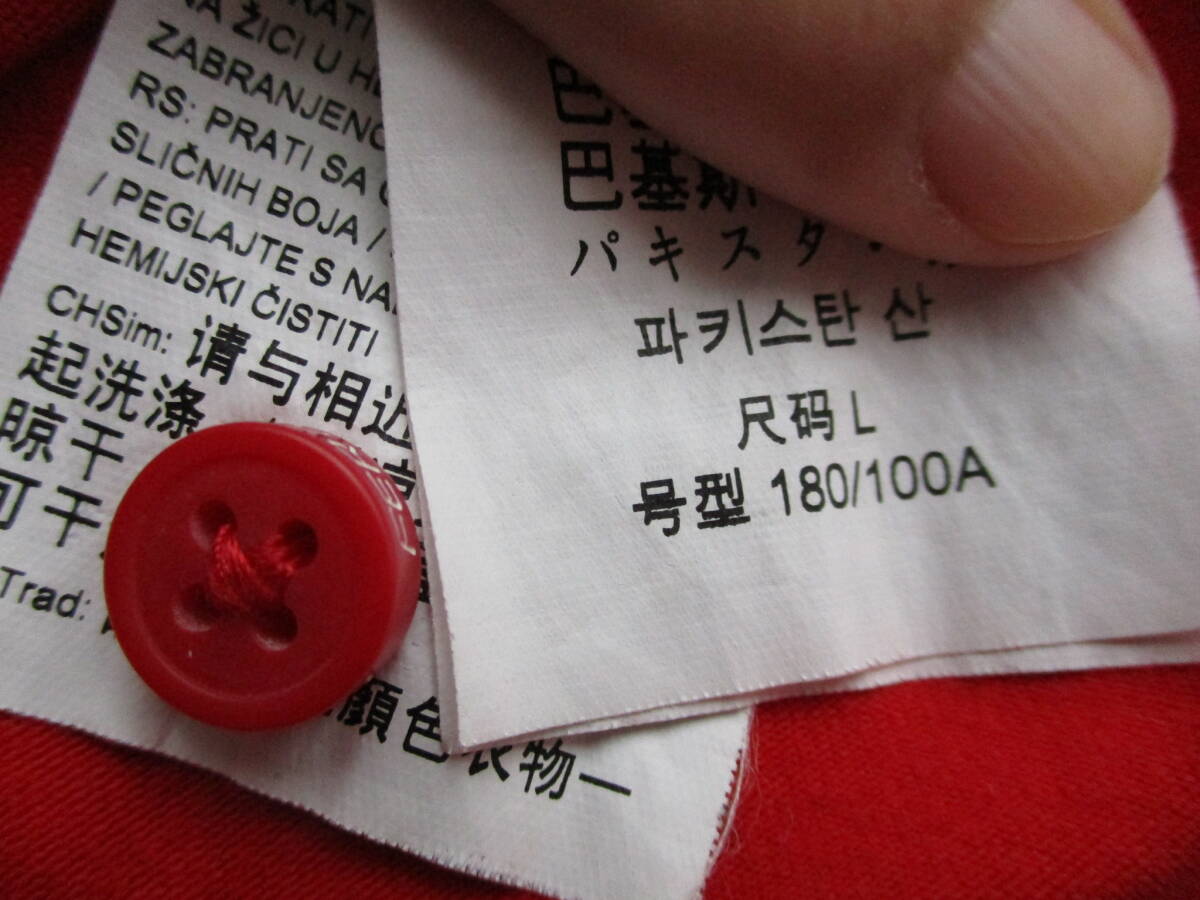 NA ŽICI U
ZABRANJENO
RS: PRATI SA
SLIČNIH BOJA /
/ PEGLAJTE S
HEMIJSKI ČISTITI
CHSim: 请与相近
起洗涤
晾干
可干
Trad:
顏色衣物一
巴基斯
パキスタ
파키스탄 산
尺码 L
号型 180/100A